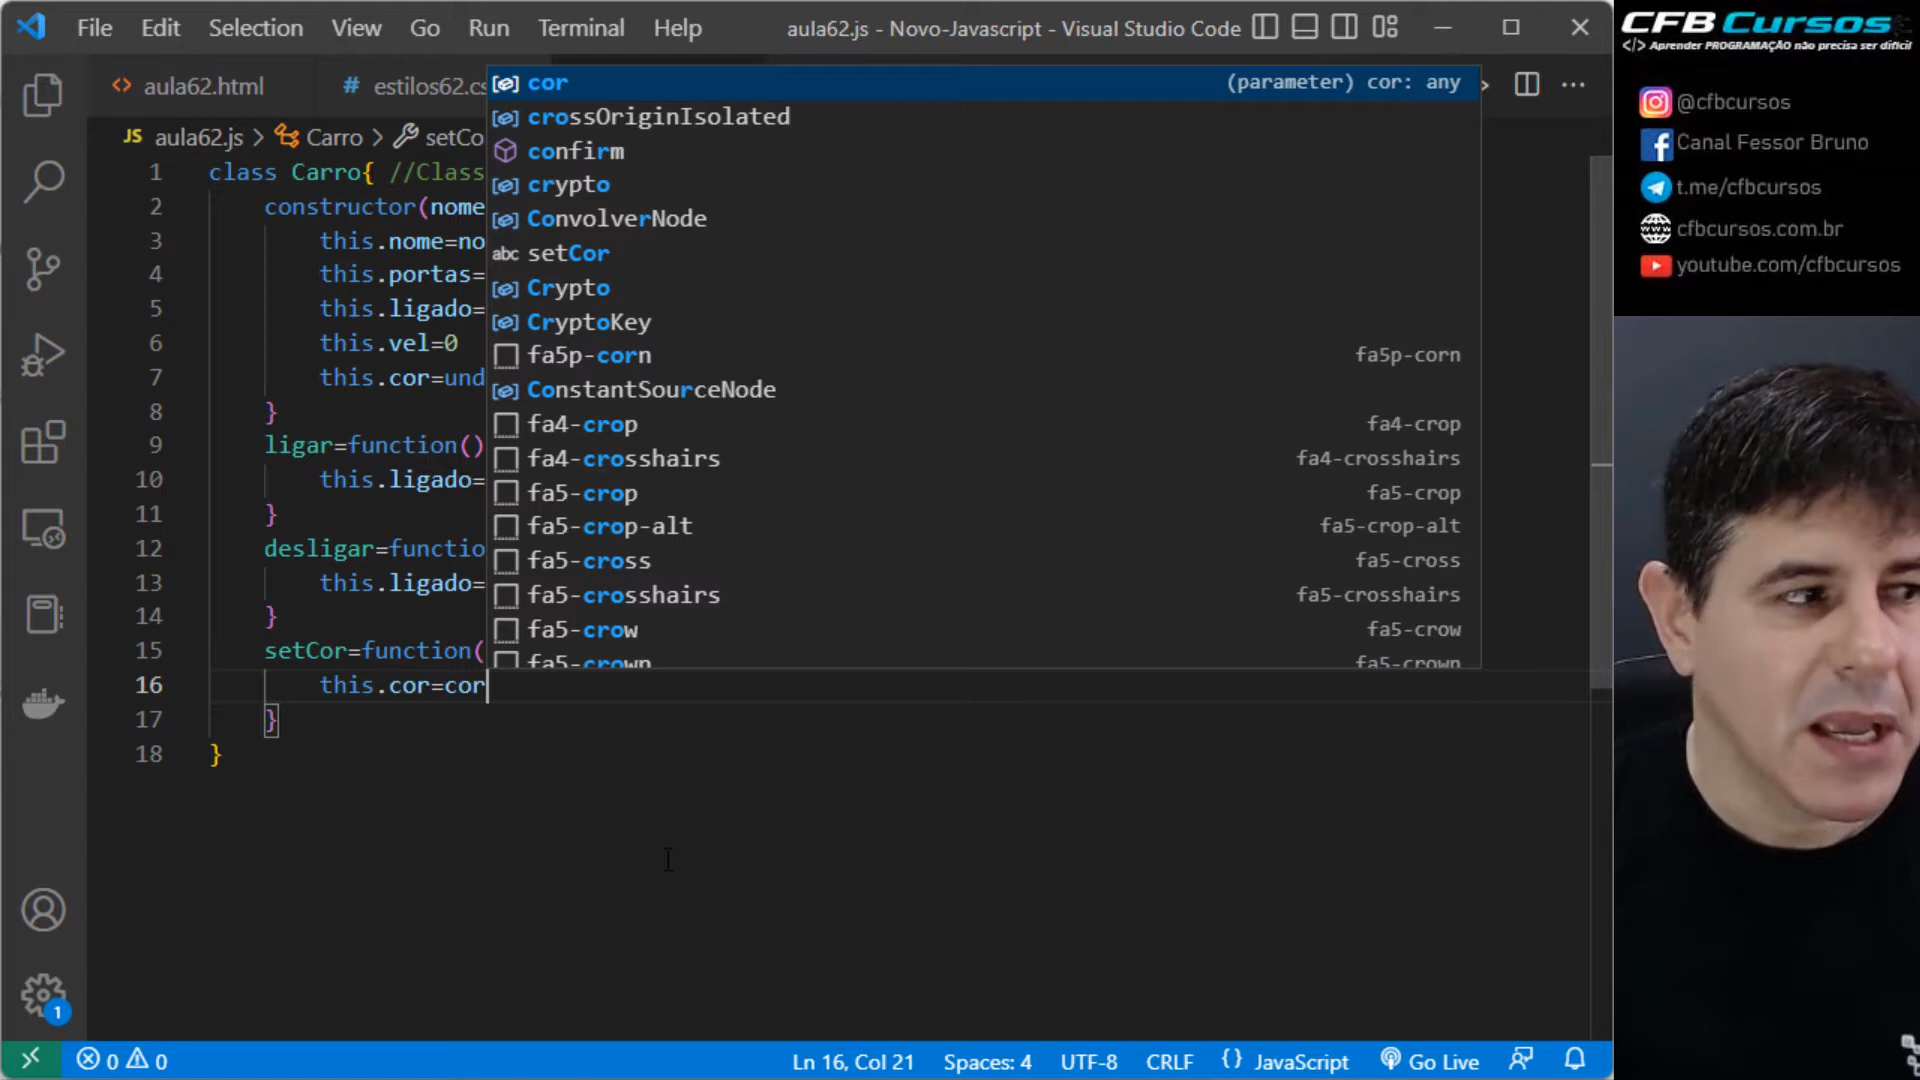 File Edit Selection View Go Run Terminal Help
aula62.js - Novo-Javascript - Visual Studio Code
aula62.html
# estilos62.cs
JS aula62.js > Carro > setCo
1 class Carro{ //Class
2 constructor(nome
3 this.nome=no
4 this.portas=
5 this.ligado=
6 this.vel=0
7 this.cor=und
8 }
9 ligar=function()
10 this.ligado=
11 }
12 desligar=functio
13 this.ligado=
14 }
15 setCor=function(
16 this.cor=cor
17 }
18 }
cor (parameter) cor: any
crossOriginIsolated
confirm
crypto
ConvolverNode
abc setCor
Crypto
CryptoKey
fa5p-corn fa5p-corn
ConstantSourceNode
fa4-crop fa4-crop
fa4-crosshairs fa4-crosshairs
fa5-crop fa5-crop
fa5-crop-alt fa5-crop-alt
fa5-cross fa5-cross
fa5-crosshairs fa5-crosshairs
fa5-crow fa5-crow
fa5-crown fa5-crown
1
0 0
Ln 16, Col 21 Spaces: 4 UTF-8 CRLF {} JavaScript Go Live
CFB Cursos
</> Aprender PROGRAMAÇÃO não precisa ser difícil
@cfbcursos
Canal Fessor Bruno
t.me/cfbcursos
cfbcursos.com.br
youtube.com/cfbcursos